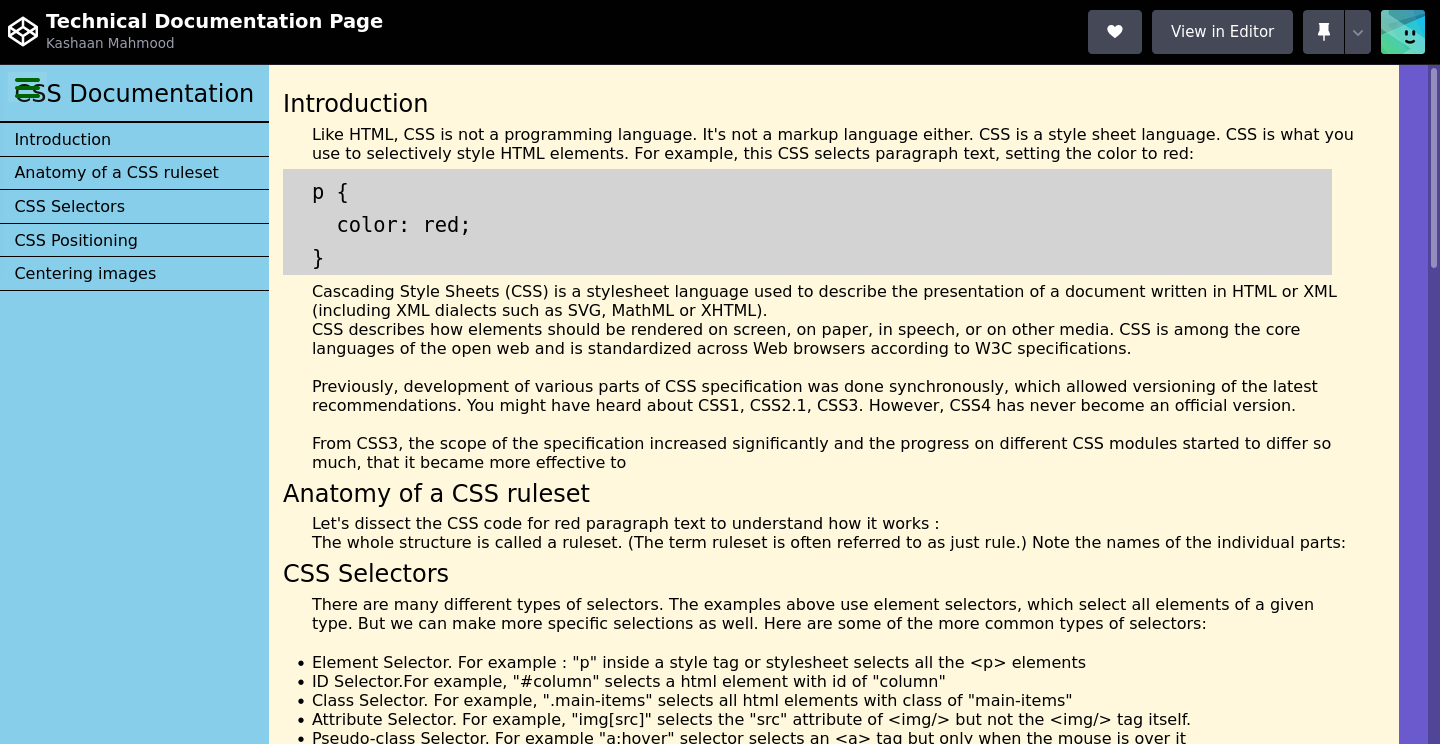 Technical Documentation Page
Kashaan Mahmood
View in Editor
CSS Documentation
Introduction
Anatomy of a CSS ruleset
CSS Selectors
CSS Positioning
Centering images
Introduction
Like HTML, CSS is not a programming language. It's not a markup language either. CSS is a style sheet language. CSS is what you
use to selectively style HTML elements. For example, this CSS selects paragraph text, setting the color to red:
p {
  color: red;
}
Cascading Style Sheets (CSS) is a stylesheet language used to describe the presentation of a document written in HTML or XML
(including XML dialects such as SVG, MathML or XHTML).
CSS describes how elements should be rendered on screen, on paper, in speech, or on other media. CSS is among the core
languages of the open web and is standardized across Web browsers according to W3C specifications.
Previously, development of various parts of CSS specification was done synchronously, which allowed versioning of the latest
recommendations. You might have heard about CSS1, CSS2.1, CSS3. However, CSS4 has never become an official version.
From CSS3, the scope of the specification increased significantly and the progress on different CSS modules started to differ so
much, that it became more effective to
Anatomy of a CSS ruleset
Let's dissect the CSS code for red paragraph text to understand how it works :
The whole structure is called a ruleset. (The term ruleset is often referred to as just rule.) Note the names of the individual parts:
CSS Selectors
There are many different types of selectors. The examples above use element selectors, which select all elements of a given
type. But we can make more specific selections as well. Here are some of the more common types of selectors:
• Element Selector. For example : "p" inside a style tag or stylesheet selects all the <p> elements
• ID Selector.For example, "#column" selects a html element with id of "column"
• Class Selector. For example, ".main-items" selects all html elements with class of "main-items"
• Attribute Selector. For example, "img[src]" selects the "src" attribute of <img/> but not the <img/> tag itself.
• Pseudo-class Selector. For example "a:hover" selector selects an <a> tag but only when the mouse is over it